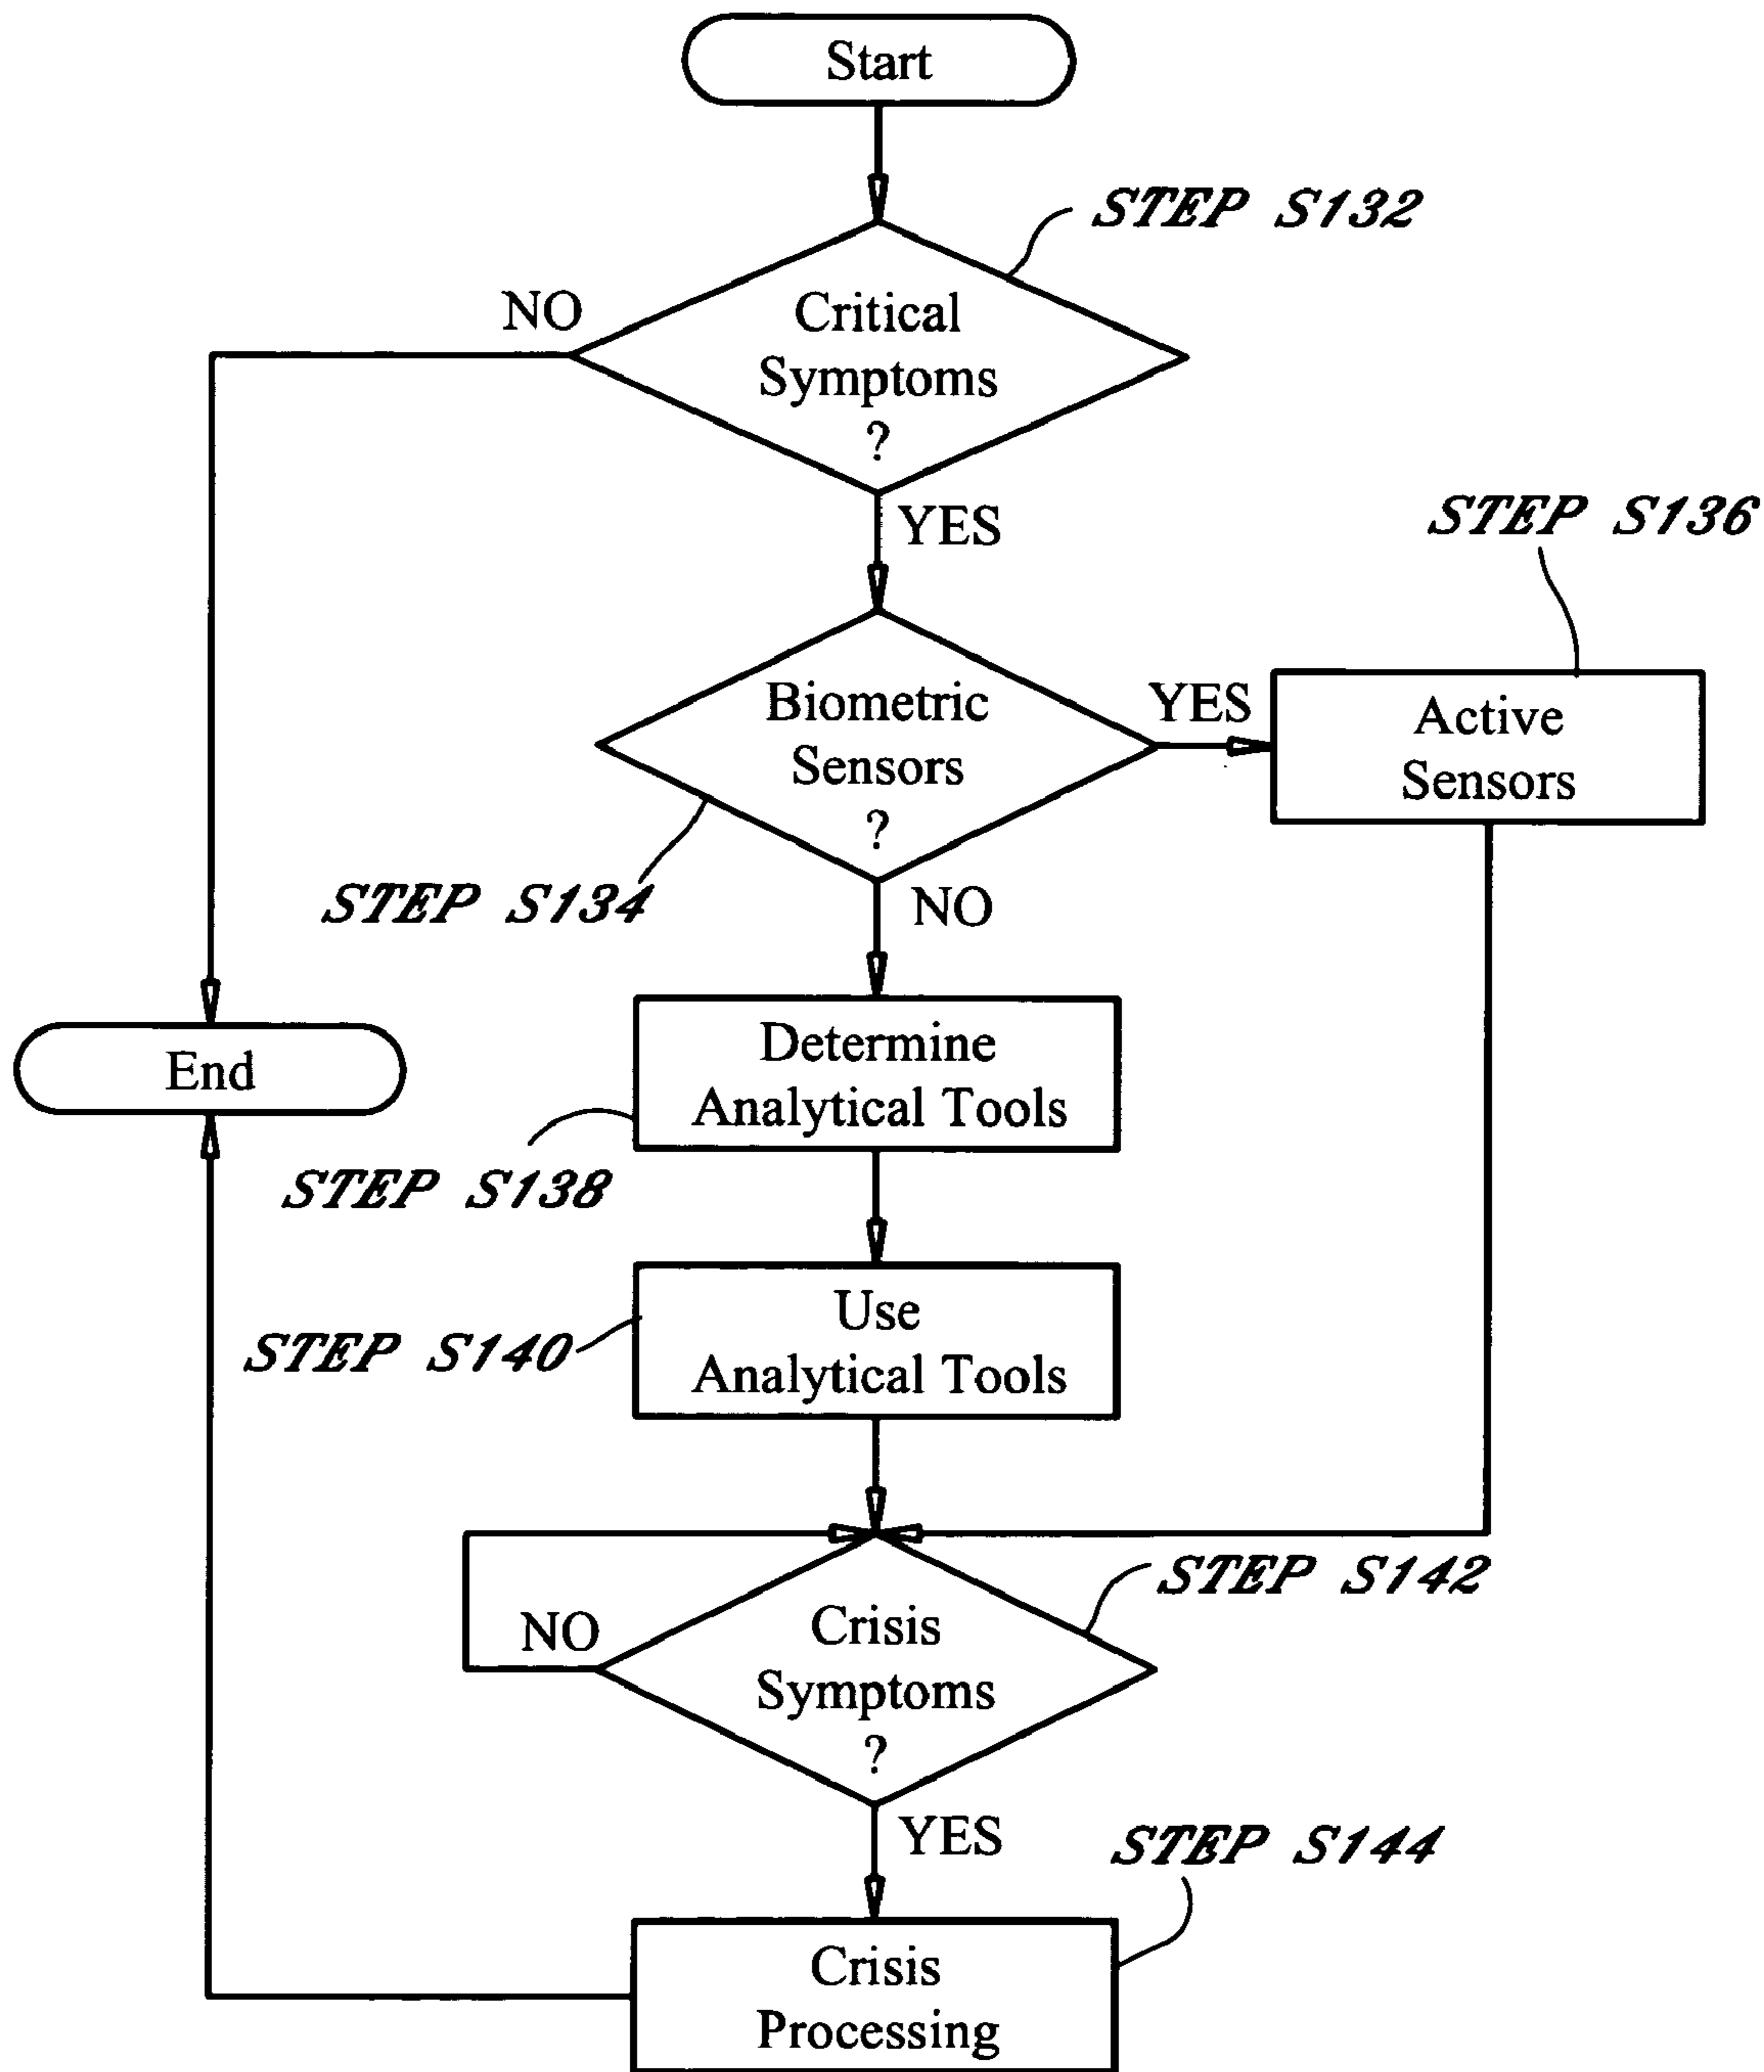 Start
STEP S132
NO
Critical
Symptoms
?
YES
STEP S136
Biometric
Sensors
?
YES
Active
Sensors
STEP S134
NO
End
Determine
Analytical Tools
STEP S138
Use
Analytical Tools
STEP S140
STEP S142
NO
Crisis
Symptoms
?
YES
STEP S144
Crisis
Processing